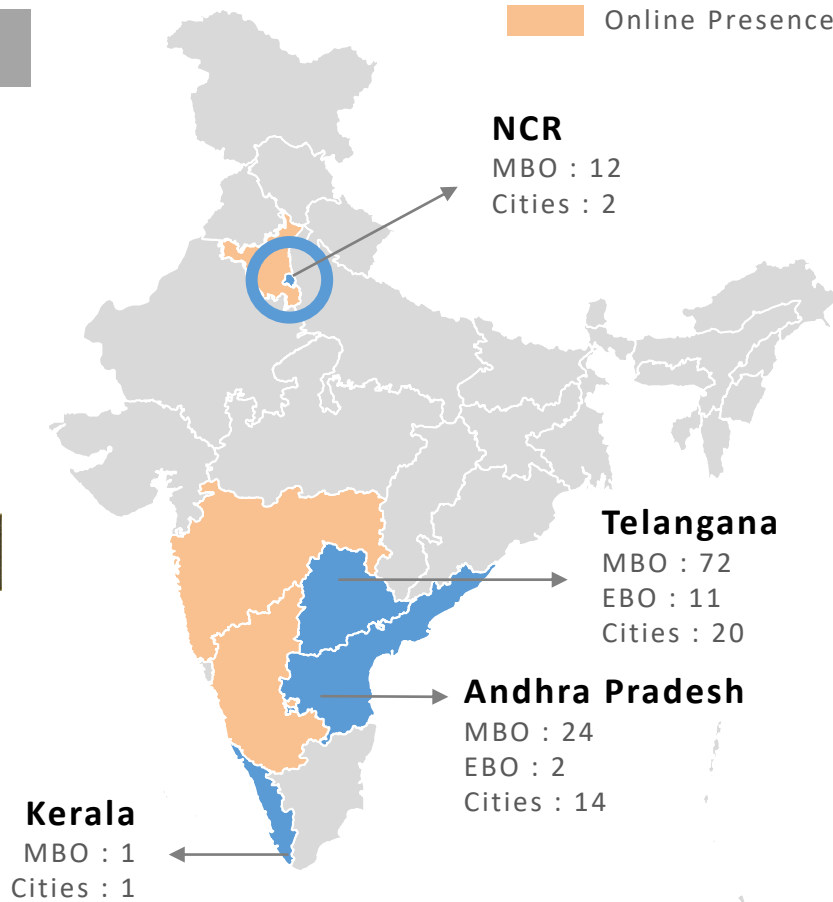 Online Presence
NCR
MBO : 12
Cities : 2
Telangana
MBO : 72
EBO : 11
Cities : 20
Andhra Pradesh
MBO : 24
EBO : 2
Cities : 14
Kerala
MBO : 1
Cities : 1